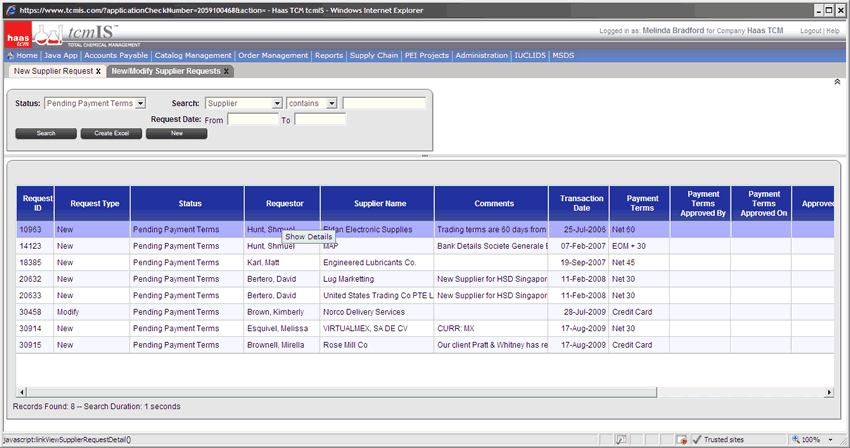 https://www.tcmis.com/?applicationCheckNumber=2059100468&action= - Haas TCM tcmIS - Windows Internet Explorer
haas tcm tcmIS™ TOTAL CHEMICAL MANAGEMENT
Logged in as: Melinda Bradford for Company Haas TCM Logout | Help
Home | Java App | Accounts Payable | Catalog Management | Order Management | Reports | Supply Chain | PEI Projects | Administration | IUCLID5 | MSDS
New Supplier Request X New/Modify Supplier Requests X
Status: Pending Payment Terms Search: Supplier contains
Request Date: From To
Search Create Excel New
Request ID Request Type Status Requestor Supplier Name Comments Transaction Date Payment Terms Payment Terms Approved By Payment Terms Approved On Approved
10963 New Pending Payment Terms Hunt, Shmuel Eldan Electronic Supplies Trading terms are 60 days from 25-Jul-2006 Net 60
Show Details
14123 New Pending Payment Terms Hunt, Shmuel MAP Bank Details Societe Generale 07-Feb-2007 EOM + 30
18385 New Pending Payment Terms Karl, Matt Engineered Lubricants Co. 19-Sep-2007 Net 45
20632 New Pending Payment Terms Bertero, David Lug Marketting New Supplier for HSD Singapor 11-Feb-2008 Net 30
20633 New Pending Payment Terms Bertero, David United States Trading Co PTE L New Supplier for HSD Singapor 11-Feb-2008 Net 30
30458 Modify Pending Payment Terms Brown, Kimberly Norco Delivery Services 28-Jul-2009 Credit Card
30914 New Pending Payment Terms Esquivel, Melissa VIRTUALMEX, SA DE CV CURR: MX 17-Aug-2009 Net 30
30915 New Pending Payment Terms Brownell, Mirella Rose Mill Co Our client Pratt & Whitney has re 17-Aug-2009 Credit Card
Records Found: 8 -- Search Duration: 1 seconds
javascript:linkViewSupplierRequestDetail() Trusted sites 100%